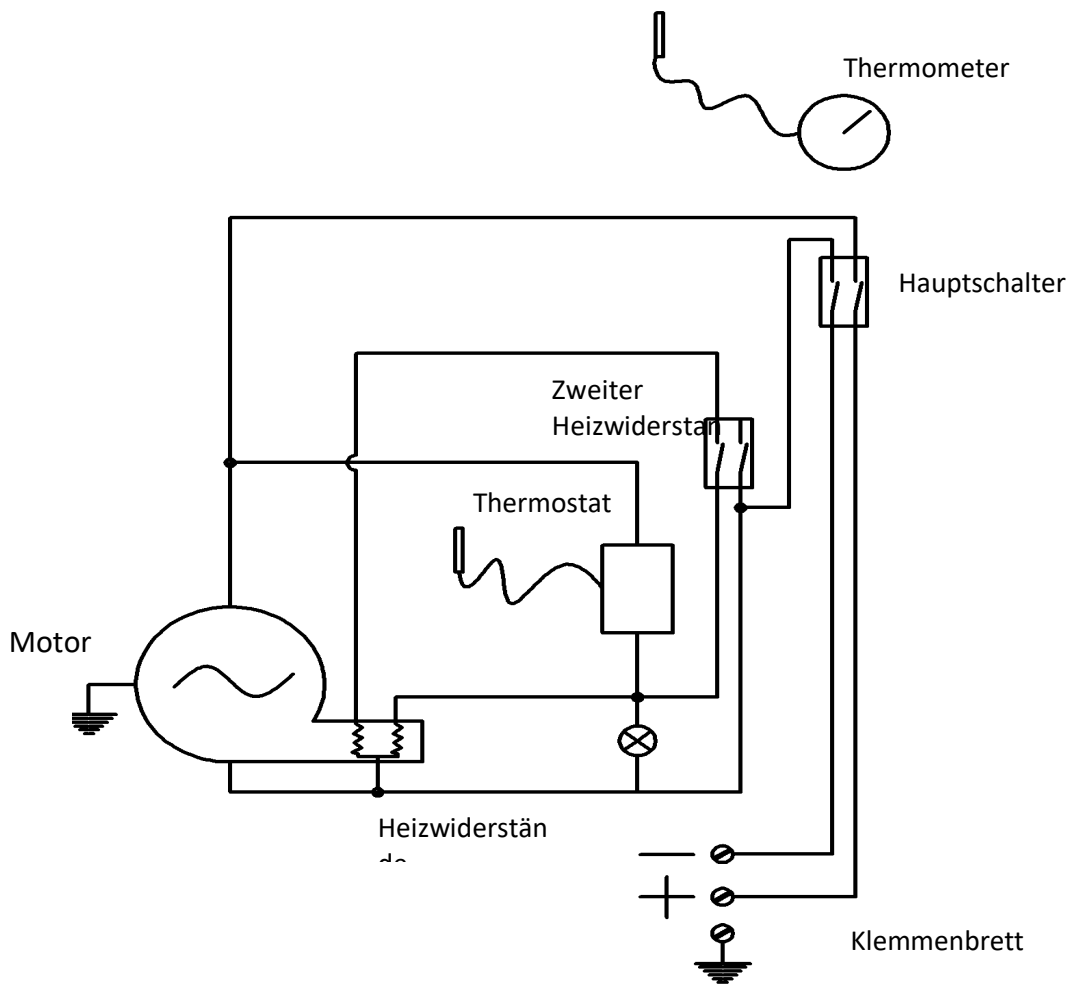 Thermometer
Hauptschalter
Zweiter
Heizwiderstan
Thermostat
Motor
Heizwiderstän
Klemmenbrett